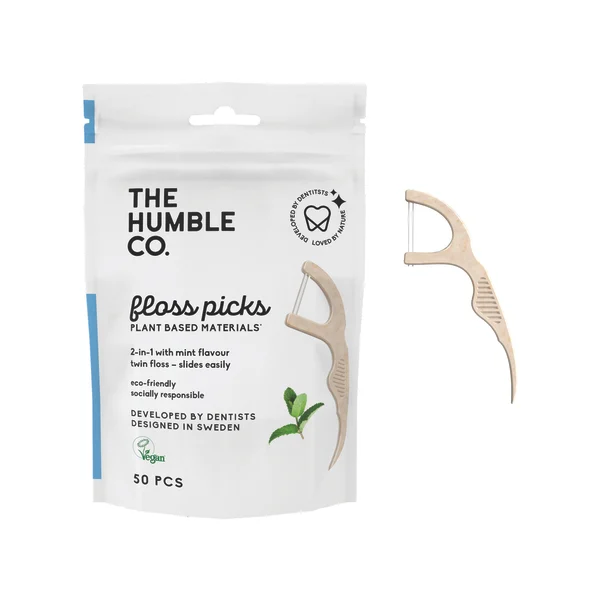 THE
HUMBLE
CO.
DEVELOPED BY DENTITSTS
LOVED BY NATURE
floss picks
PLANT BASED MATERIALS*
2-in-1 with mint flavour
twin floss – slides easily
eco-friendly
socially responsible
DEVELOPED BY DENTISTS
DESIGNED IN SWEDEN
Vegan
50 PCS